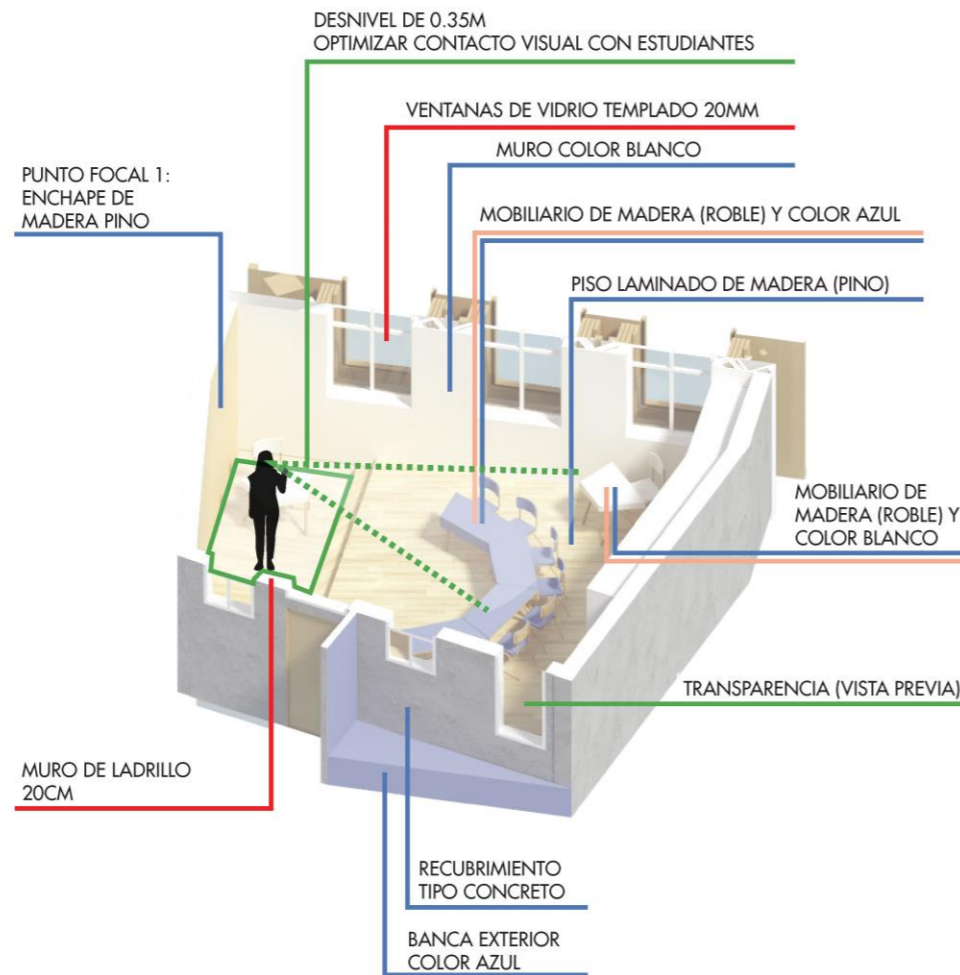 DESNIVEL DE 0.35M
OPTIMIZAR CONTACTO VISUAL CON ESTUDIANTES
VENTANAS DE VIDRIO TEMPLADO 20MM
MURO COLOR BLANCO
PUNTO FOCAL 1:
ENCHAPE DE
MADERA PINO
MOBILIARIO DE MADERA (ROBLE) Y COLOR AZUL
PISO LAMINADO DE MADERA (PINO)
MOBILIARIO DE
MADERA (ROBLE) Y
COLOR BLANCO
TRANSPARENCIA (VISTA PREVIA)
MURO DE LADRILLO
20CM
RECUBRIMIENTO
TIPO CONCRETO
BANCA EXTERIOR
COLOR AZUL